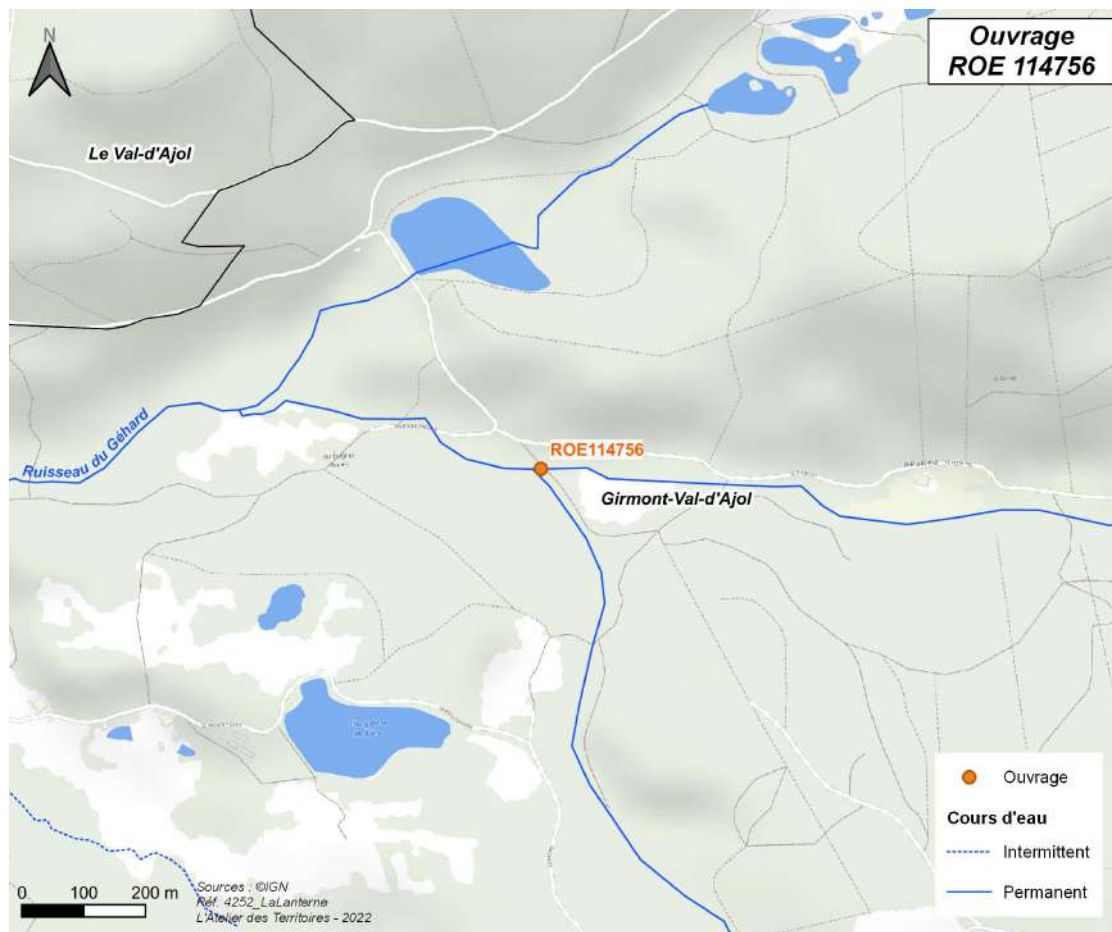 N
Ouvrage
ROE 114756
Le Val-d'Ajol
Ruisseau du Géhard
ROE114756
Girmont-Val-d'Ajol
Ouvrage
Cours d'eau
Intermittent
Permanent
0 100 200 m
Sources : ©IGN
Réf. 4252_LaLanterne
L'Atelier des Territoires - 2022